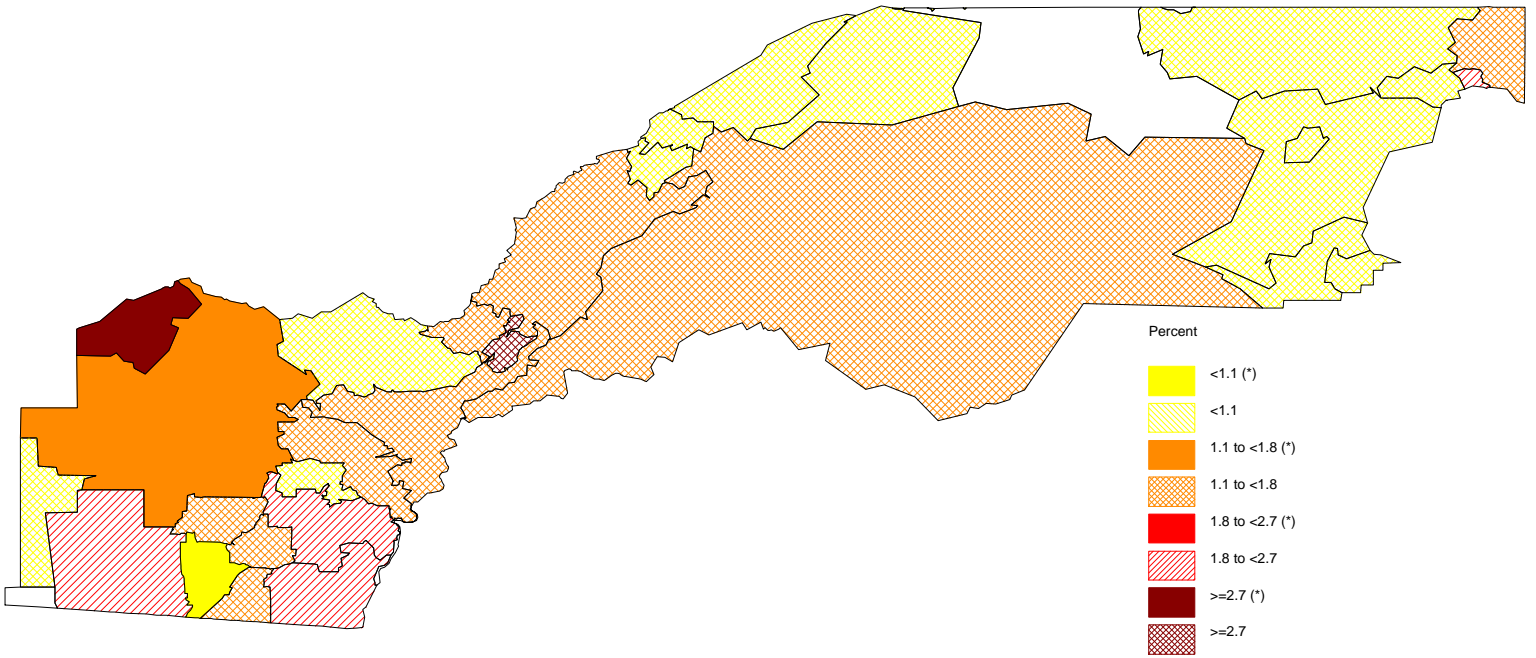 Percent
<1.1 (*)
<1.1
1.1 to <1.8 (*)
1.1 to <1.8
1.8 to <2.7 (*)
1.8 to <2.7
>=2.7 (*)
>=2.7